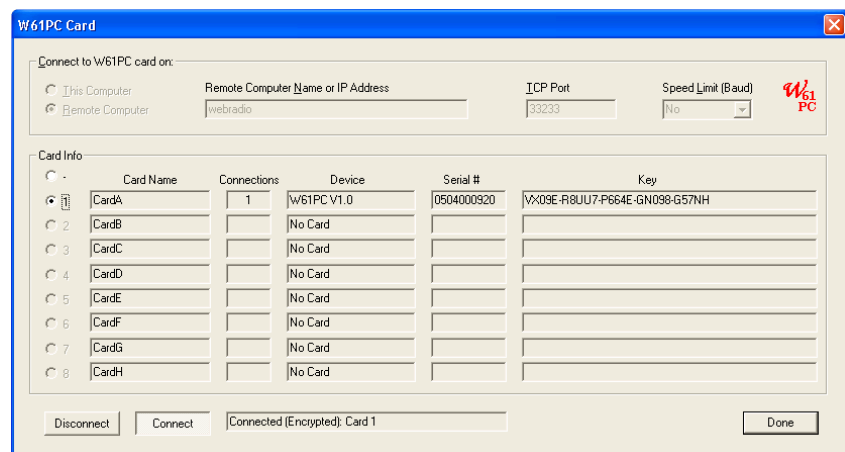 W61PC Card
Connect to W61PC card on:
This Computer
Remote Computer
Remote Computer Name or IP Address
webradio
TCP Port
33233
Speed Limit (Baud)
No
W61
PC
Card Info
-
Card Name Connections Device Serial # Key
1 CardA 1 W61PC V1.0 0504000920 VX09E-R8UU7-P664E-GN098-G57NH
2 CardB No Card
3 CardC No Card
4 CardD No Card
5 CardE No Card
6 CardF No Card
7 CardG No Card
8 CardH No Card
Disconnect Connect Connected (Encrypted): Card 1 Done